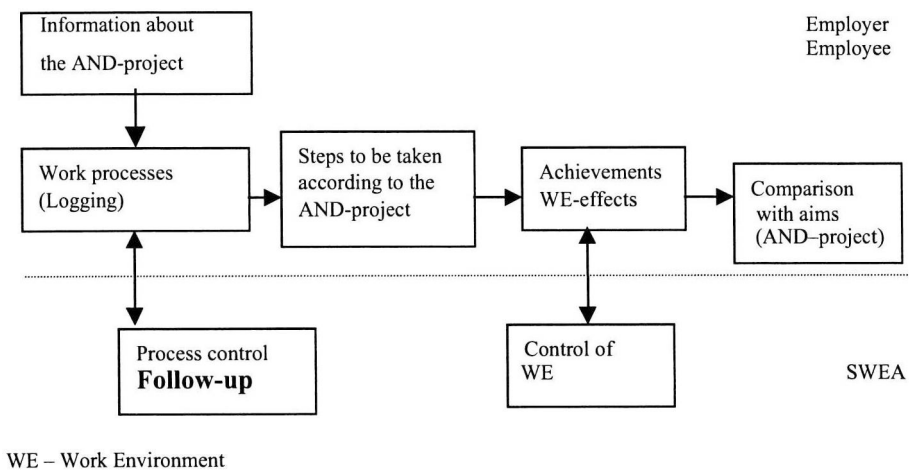 Information about
the AND-project
Employer
Employee
Work processes
(Logging)
Steps to be taken
according to the
AND-project
Achievements
WE-effects
Comparison
with aims
(AND–project)
Process control
Follow-up
Control of
WE
SWEA
WE – Work Environment